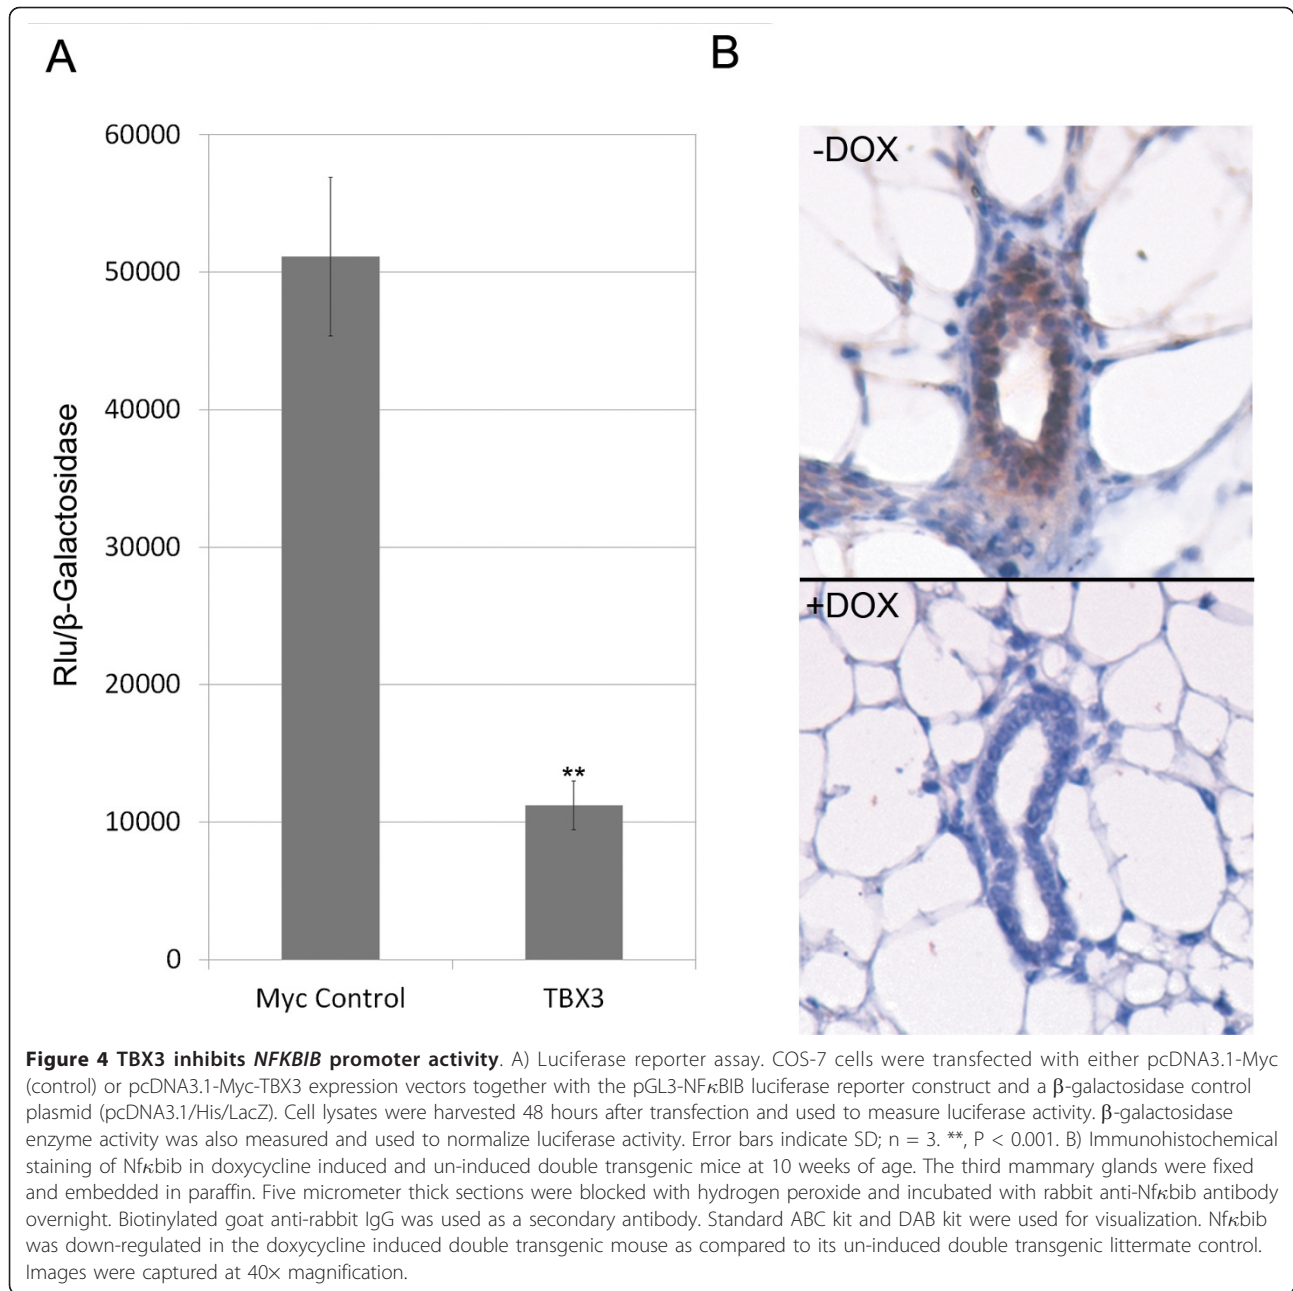 A
B
60000
50000
40000
30000
20000
10000
0
Rlu/β-Galactosidase
**
Myc Control
TBX3
-DOX
+DOX
Figure 4 TBX3 inhibits NFKBIB promoter activity. A) Luciferase reporter assay. COS-7 cells were transfected with either pcDNA3.1-Myc
(control) or pcDNA3.1-Myc-TBX3 expression vectors together with the pGL3-NFκBIB luciferase reporter construct and a β-galactosidase control
plasmid (pcDNA3.1/His/LacZ). Cell lysates were harvested 48 hours after transfection and used to measure luciferase activity. β-galactosidase
enzyme activity was also measured and used to normalize luciferase activity. Error bars indicate SD; n = 3. **, P < 0.001. B) Immunohistochemical
staining of Nfκbib in doxycycline induced and un-induced double transgenic mice at 10 weeks of age. The third mammary glands were fixed
and embedded in paraffin. Five micrometer thick sections were blocked with hydrogen peroxide and incubated with rabbit anti-Nfκbib antibody
overnight. Biotinylated goat anti-rabbit IgG was used as a secondary antibody. Standard ABC kit and DAB kit were used for visualization. Nfκbib
was down-regulated in the doxycycline induced double transgenic mouse as compared to its un-induced double transgenic littermate control.
Images were captured at 40× magnification.